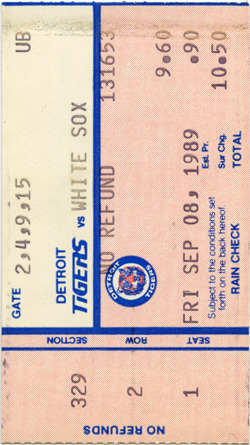 UB
GATE 2,4,9,15
DETROIT
TIGERS VS WHITE SOX
NO REFUND 131653
DETROIT
TIGERS
9.60 Est. Pr.
.90 Sur Chg.
10.50 TOTAL
FRI SEP 08, 1989
Subject to the conditions set
forth on the back hereof.
RAIN CHECK
SECTION ROW SEAT
329 2 1
NO REFUNDS